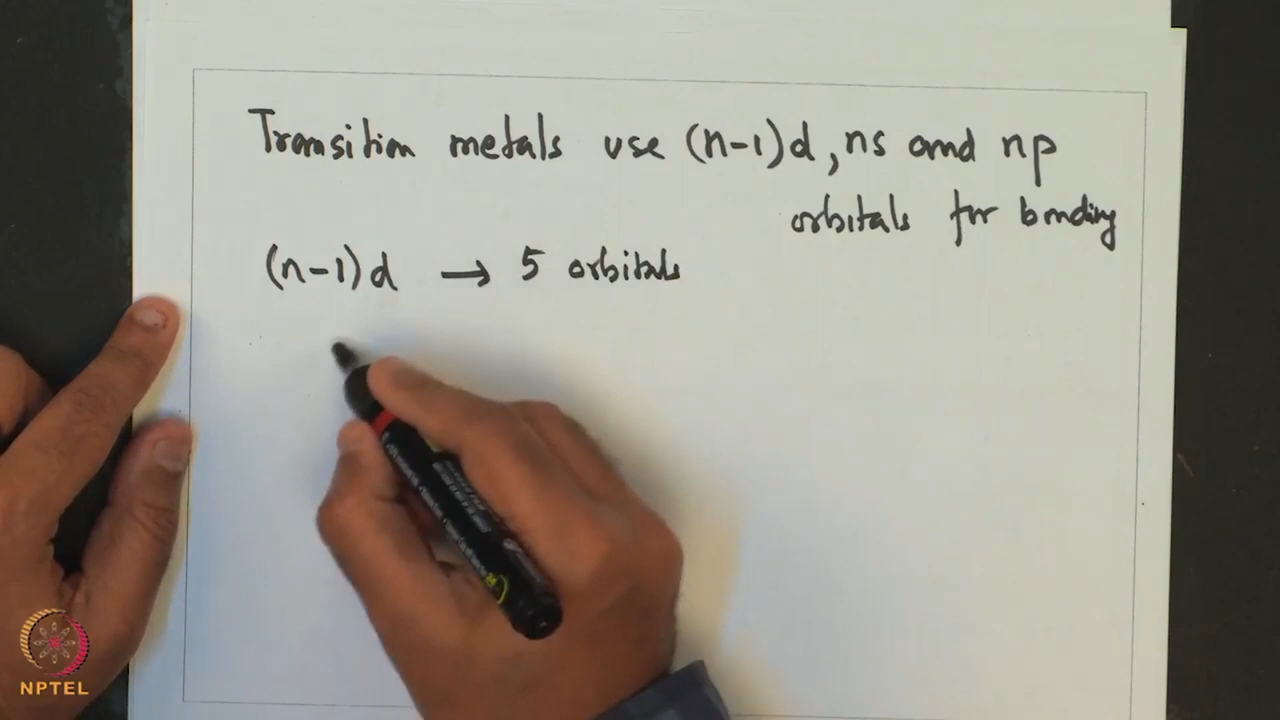 Transition metals use (n-1)d, ns and np
orbitals for bonding
(n-1)d → 5 orbitals
NPTEL